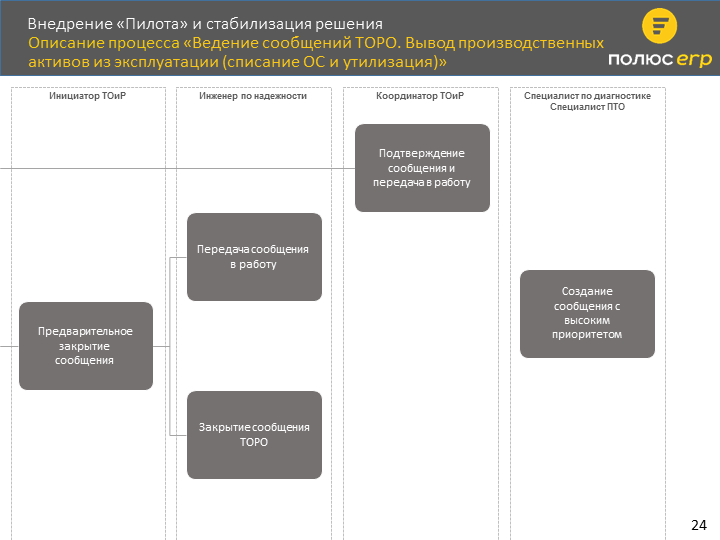 Внедрение «Пилота» и стабилизация решения
Описание процесса «Ведение сообщений ТОРО. Вывод производственных
активов из эксплуатации (списание ОС и утилизация)»
ПОЛЮС erp
Инициатор ТОиР
Инженер по надежности
Координатор ТОиР
Специалист по диагностике
Специалист ПТО
Подтверждение
сообщения и
передача в работу
Передача сообщения
в работу
Создание
сообщения с
высоким
приоритетом
Предварительное
закрытие
сообщения
Закрытие сообщения
ТОРО
24